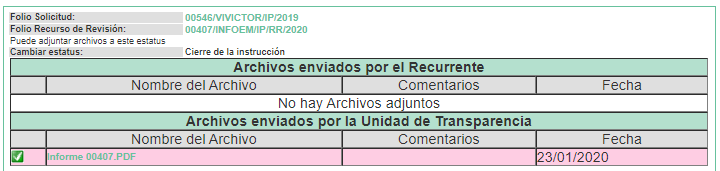 Folio Solicitud: 00546/VIVICTOR/IP/2019
Folio Recurso de Revisión: 00407/INFOEM/IP/RR/2020
Puede adjuntar archivos a este estatus
Cambiar estatus: Cierre de la instrucción
Archivos enviados por el Recurrente
Nombre del Archivo Comentarios Fecha
No hay Archivos adjuntos
Archivos enviados por la Unidad de Transparencia
Nombre del Archivo Comentarios Fecha
Informe 00407.PDF 23/01/2020